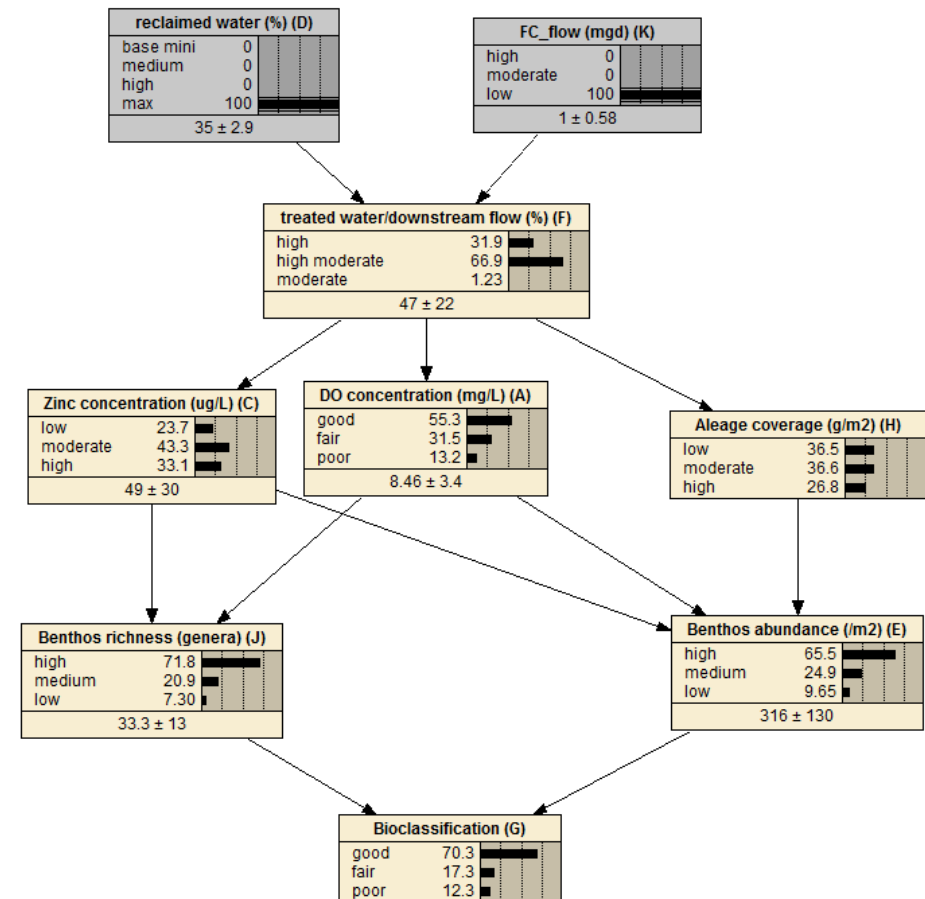 reclaimed water (%) (D)
base mini 0
medium 0
high 0
max 100
35 ± 2.9
FC_flow (mgd) (K)
high 0
moderate 0
low 100
1 ± 0.58
treated water/downstream flow (%) (F)
high 31.9
high moderate 66.9
moderate 1.23
47 ± 22
Zinc concentration (ug/L) (C)
low 23.7
moderate 43.3
high 33.1
49 ± 30
DO concentration (mg/L) (A)
good 55.3
fair 31.5
poor 13.2
8.46 ± 3.4
Aleage coverage (g/m2) (H)
low 36.5
moderate 36.6
high 26.8
Benthos richness (genera) (J)
high 71.8
medium 20.9
low 7.30
33.3 ± 13
Benthos abundance (/m2) (E)
high 65.5
medium 24.9
low 9.65
316 ± 130
Bioclassification (G)
good 70.3
fair 17.3
poor 12.3